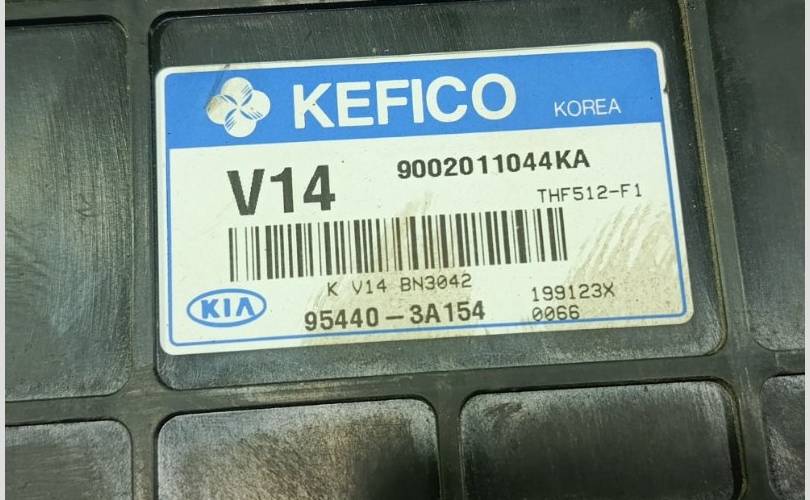 KEFICO KOREA
V14 9002011044KA
THF512-F1
K V14 BN3042
KIA 95440-3A154 199123X
0066